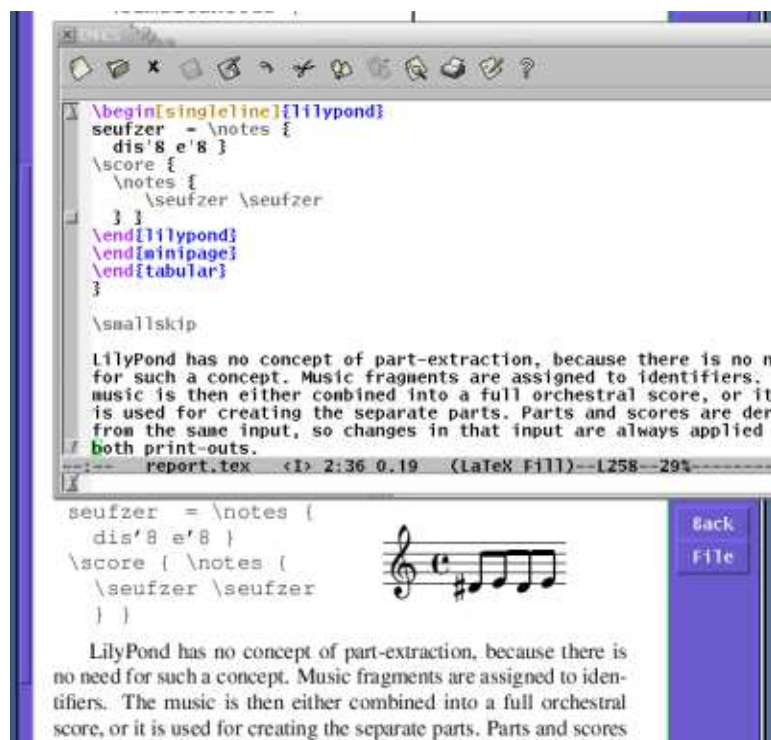 \begin[singleline]{lilypond}
seufzer = \notes {
dis'8 e'8 }
\score {
\notes {
\seufzer \seufzer
} }
\end{lilypond}
\end{minipage}
\end{tabular}
}
\smallskip
LilyPond has no concept of part-extraction, because there is no n
for such a concept. Music fragments are assigned to identifiers.
music is then either combined into a full orchestral score, or it
is used for creating the separate parts. Parts and scores are der
from the same input, so changes in that input are always applied
both print-outs.
--:-- report.tex <I> 2:36 0.19 (LaTeX Fill)--L258--29%--------
seufzer = \notes {
dis'8 e'8 }
\score { \notes {
\seufzer \seufzer
} }
Back
File
LilyPond has no concept of part-extraction, because there is
no need for such a concept. Music fragments are assigned to iden-
tifiers. The music is then either combined into a full orchestral
score, or it is used for creating the separate parts. Parts and scores